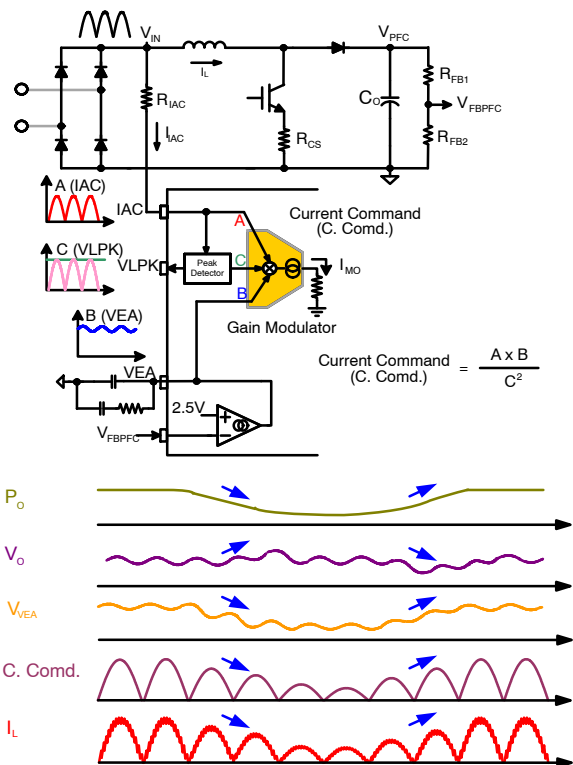 V_IN
V_PFC
I_L
R_IAC
I_IAC
R_CS
C_O
R_FB1
V_FBPFC
R_FB2
A (IAC)
IAC
A
Current Command
(C. Comd.)
C (VLPK)
VLPK
Peak
Detector
C
I_MO
B
B (VEA)
Gain Modulator
VEA
Current Command
(C. Comd.)
=
A x B
C²
2.5V
+
−
V_FBPFC
P_O
V_O
V_VEA
C. Comd.
I_L